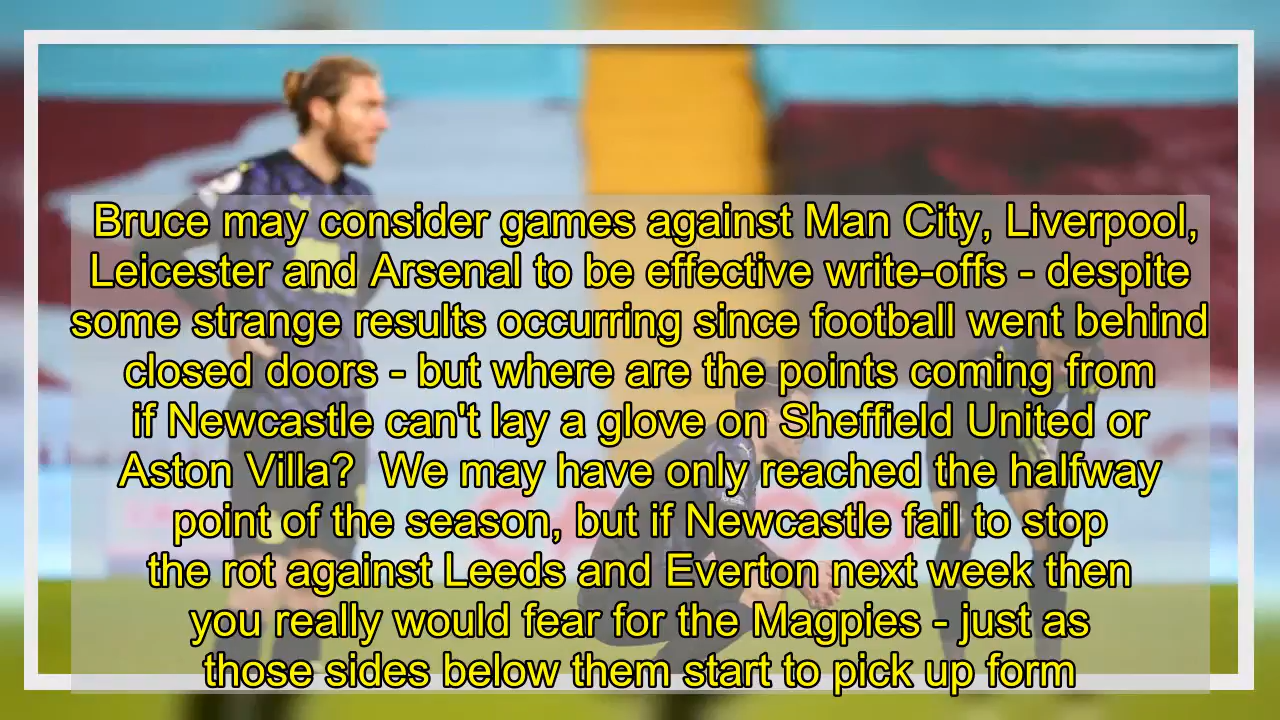 Bruce may consider games against Man City, Liverpool,
Leicester and Arsenal to be effective write-offs - despite
some strange results occurring since football went behind
closed doors - but where are the points coming from
if Newcastle can't lay a glove on Sheffield United or
Aston Villa?  We may have only reached the halfway
point of the season, but if Newcastle fail to stop
the rot against Leeds and Everton next week then
you really would fear for the Magpies - just as
those sides below them start to pick up form